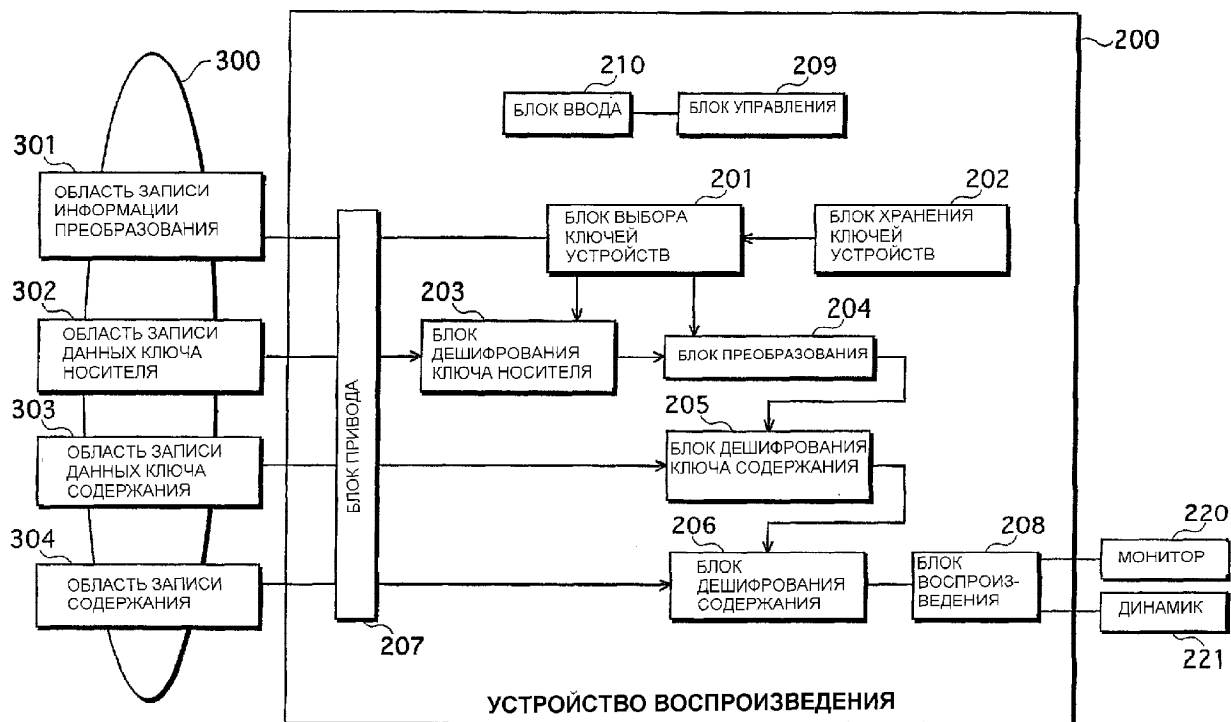 300
200
210
209
БЛОК ВВОДА
БЛОК УПРАВЛЕНИЯ
301
ОБЛАСТЬ ЗАПИСИ
ИНФОРМАЦИИ
ПРЕОБРАЗОВАНИЯ
201
БЛОК ВЫБОРА
КЛЮЧЕЙ
УСТРОЙСТВ
202
БЛОК ХРАНЕНИЯ
КЛЮЧЕЙ
УСТРОЙСТВ
302
ОБЛАСТЬ ЗАПИСИ
ДАННЫХ КЛЮЧА
НОСИТЕЛЯ
203
БЛОК
ДЕШИФРОВАНИЯ
КЛЮЧА НОСИТЕЛЯ
204
БЛОК ПРЕОБРАЗОВАНИЯ
303
ОБЛАСТЬ ЗАПИСИ
ДАННЫХ КЛЮЧА
СОДЕРЖАНИЯ
БЛОК ПРИВОДА
205
БЛОК ДЕШИФРОВАНИЯ
КЛЮЧА СОДЕРЖАНИЯ
304
ОБЛАСТЬ ЗАПИСИ
СОДЕРЖАНИЯ
206
БЛОК
ДЕШИФРОВАНИЯ
СОДЕРЖАНИЯ
208
БЛОК
ВОСПРОИЗ-
ВЕДЕНИЯ
220
МОНИТОР
ДИНАМИК
221
207
УСТРОЙСТВО ВОСПРОИЗВЕДЕНИЯ